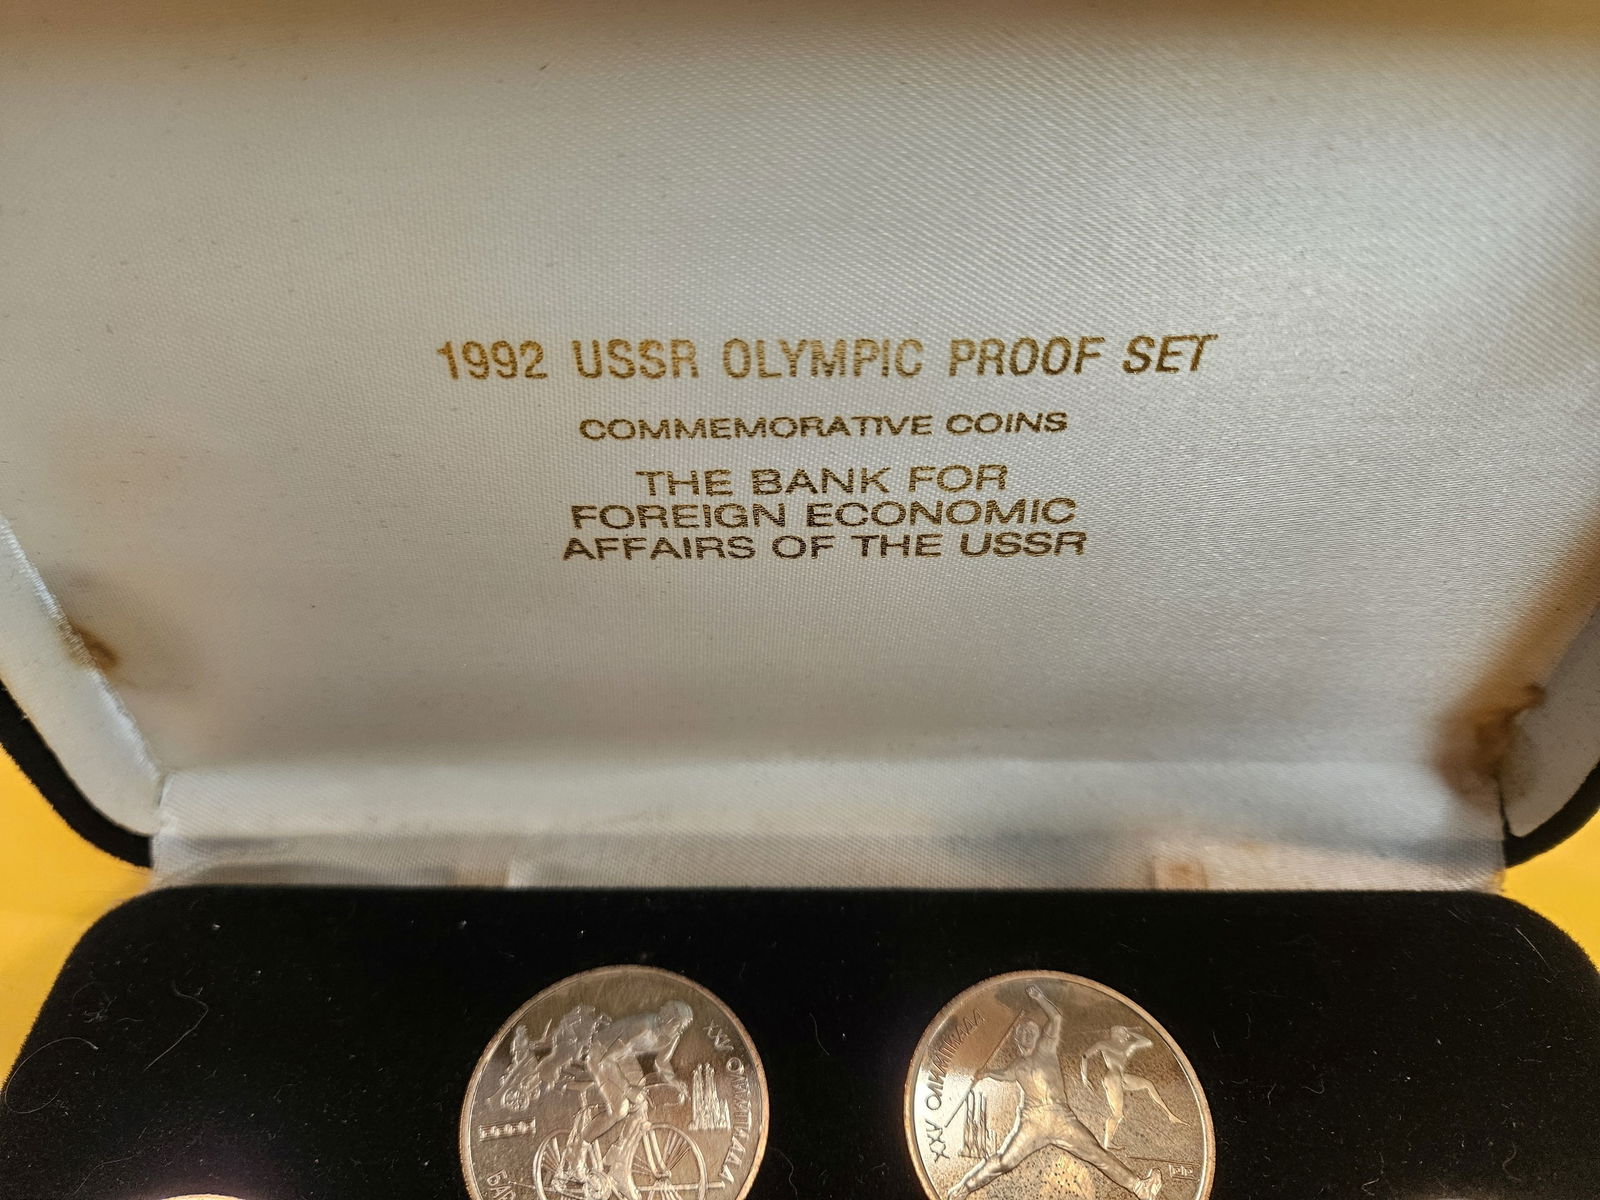 1992 USSR OLYMPIC PROOF SET
COMMEMORATIVE COINS
THE BANK FOR
FOREIGN ECONOMIC
AFFAIRS OF THE USSR
XXV ОЛИМПИАДА
XXV ОЛИМПИАДА